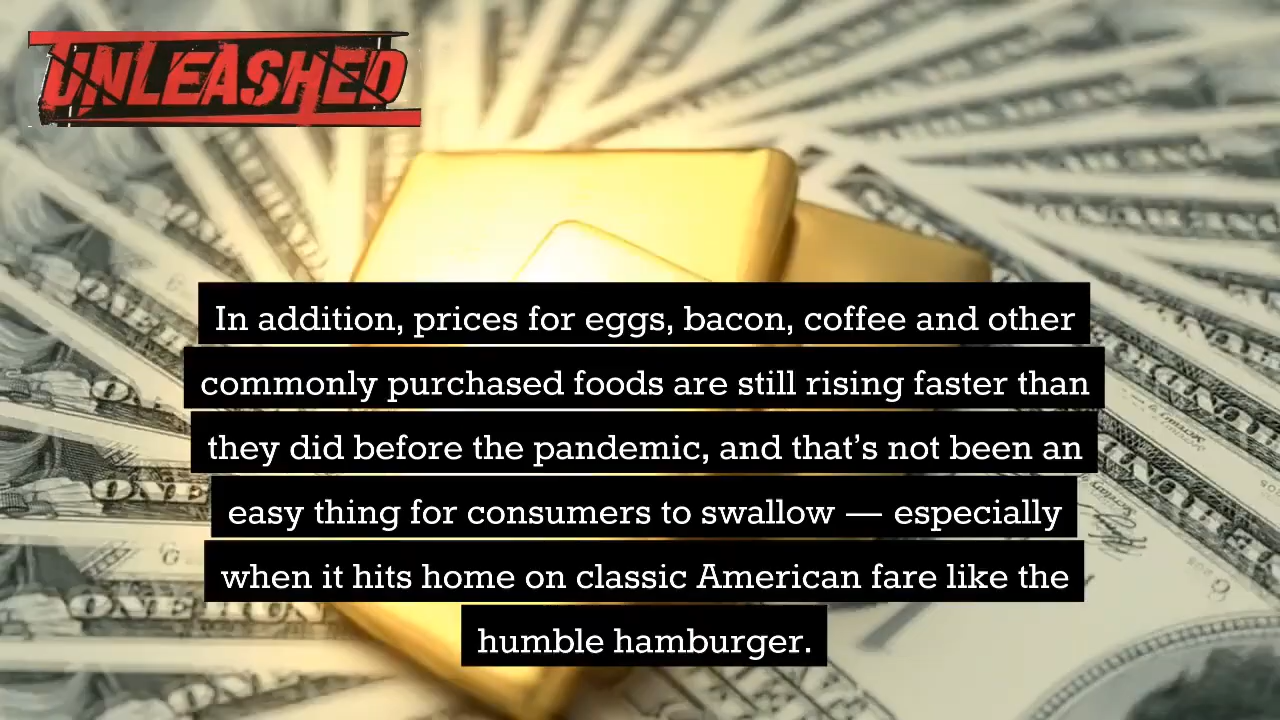 UNLEASHED
In addition, prices for eggs, bacon, coffee and other
commonly purchased foods are still rising faster than
they did before the pandemic, and that’s not been an
easy thing for consumers to swallow — especially
when it hits home on classic American fare like the
humble hamburger.